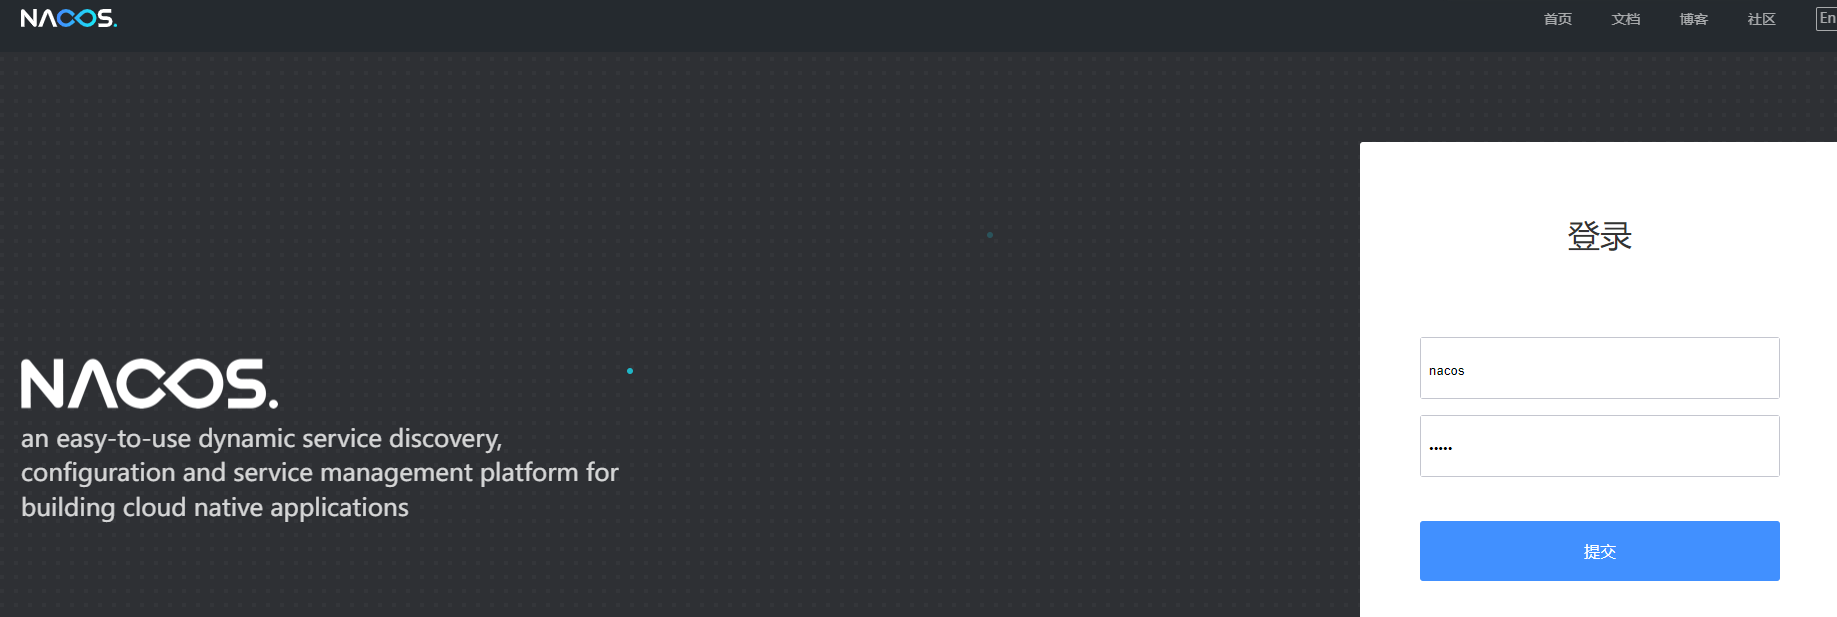 NACOS.
首页 文档 博客 社区 En
登录
nacos
•••••
提交
NACOS.
an easy-to-use dynamic service discovery,
configuration and service management platform for
building cloud native applications